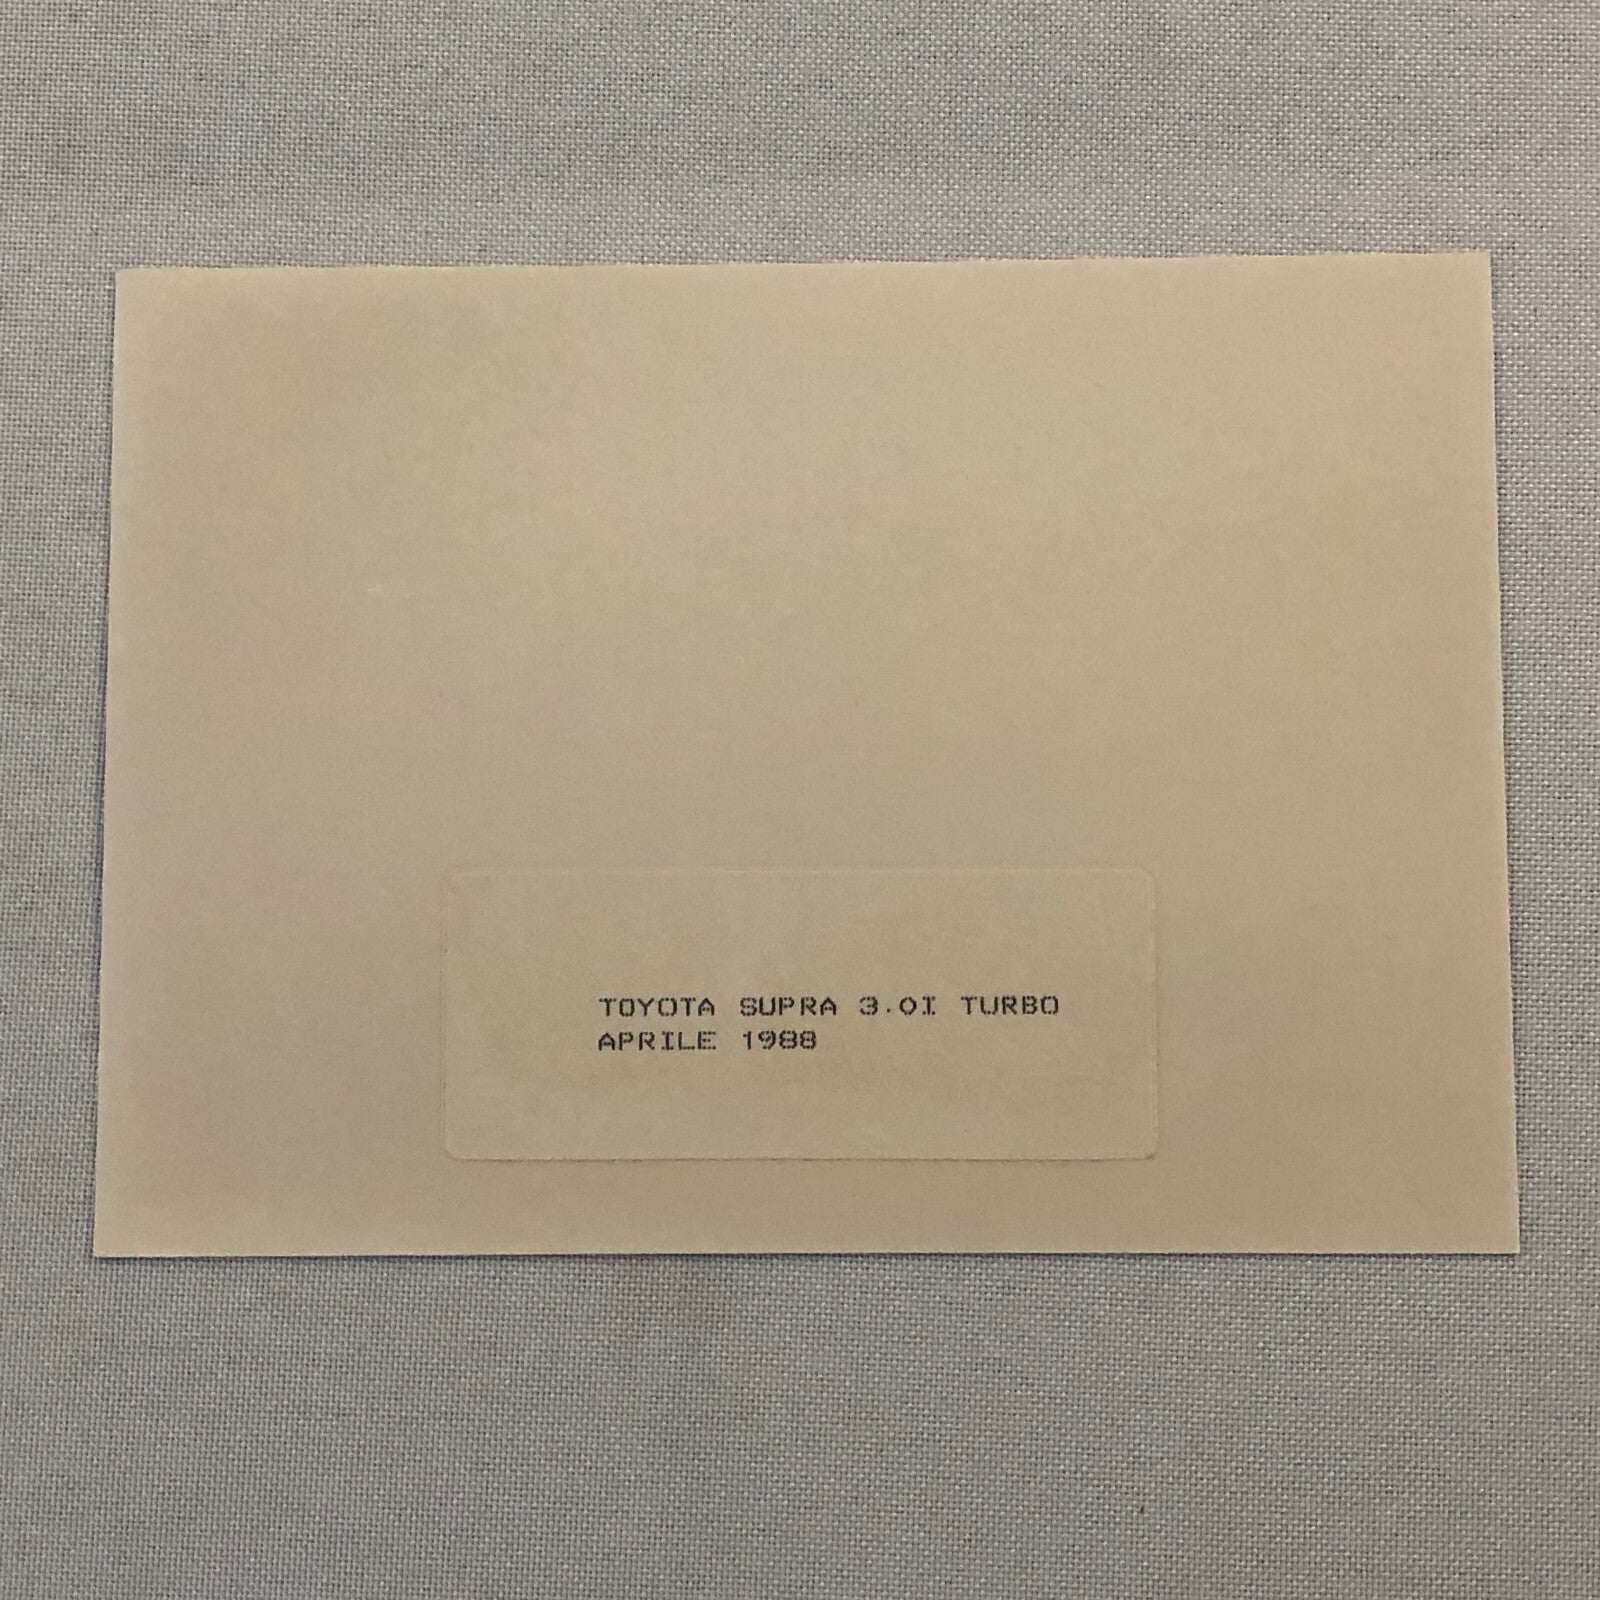 TOYOTA SUPRA 3.0I TURBO
APRILE 1988